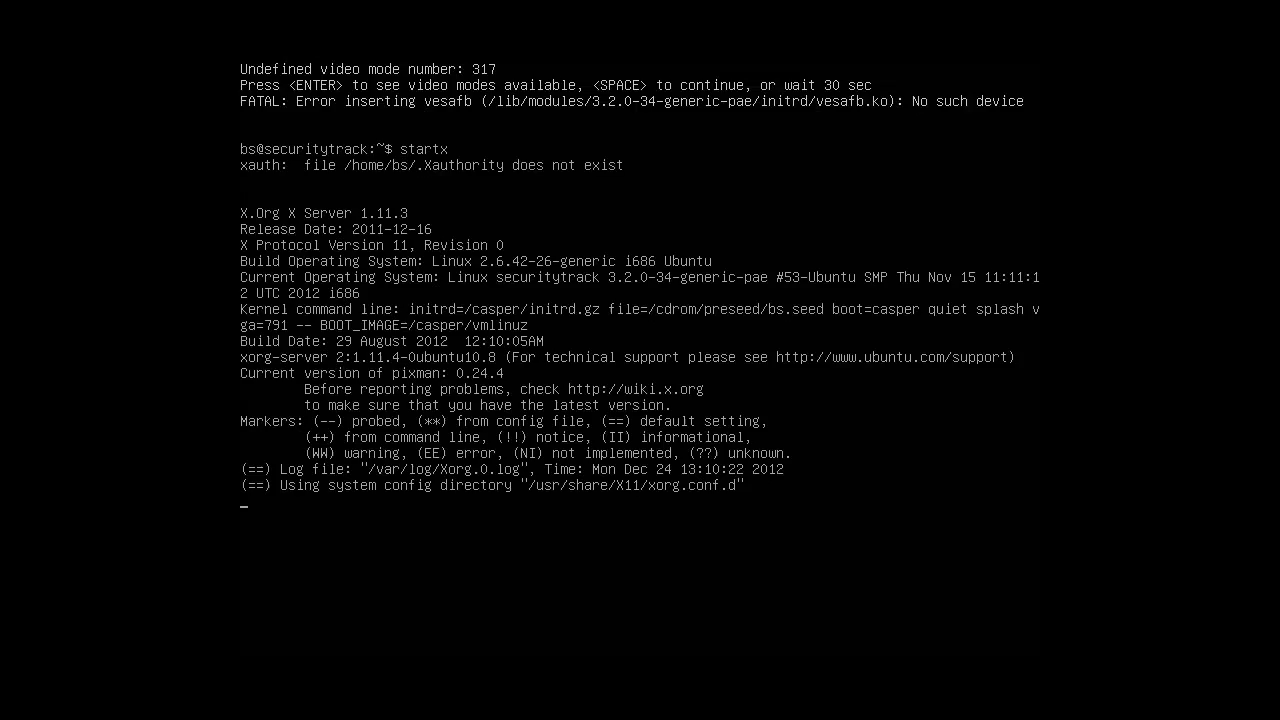 Undefined video mode number: 317
Press <ENTER> to see video modes available, <SPACE> to continue, or wait 30 sec
FATAL: Error inserting vesafb (/lib/modules/3.2.0-34-generic-pae/initrd/vesafb.ko): No such device
bs@securitytrack:~$ startx
xauth:  file /home/bs/.Xauthority does not exist
X.Org X Server 1.11.3
Release Date: 2011-12-16
X Protocol Version 11, Revision 0
Build Operating System: Linux 2.6.42-26-generic i686 Ubuntu
Current Operating System: Linux securitytrack 3.2.0-34-generic-pae #53-Ubuntu SMP Thu Nov 15 11:11:1
2 UTC 2012 i686
Kernel command line: initrd=/casper/initrd.gz file=/cdrom/preseed/bs.seed boot=casper quiet splash v
ga=791 -- BOOT_IMAGE=/casper/vmlinuz
Build Date: 29 August 2012  12:10:05AM
xorg-server 2:1.11.4-0ubuntu10.8 (For technical support please see http://www.ubuntu.com/support)
Current version of pixman: 0.24.4
        Before reporting problems, check http://wiki.x.org
        to make sure that you have the latest version.
Markers: (--) probed, (**) from config file, (==) default setting,
        (++) from command line, (!!) notice, (II) informational,
        (WW) warning, (EE) error, (NI) not implemented, (??) unknown.
(==) Log file: "/var/log/Xorg.0.log", Time: Mon Dec 24 13:10:22 2012
(==) Using system config directory "/usr/share/X11/xorg.conf.d"